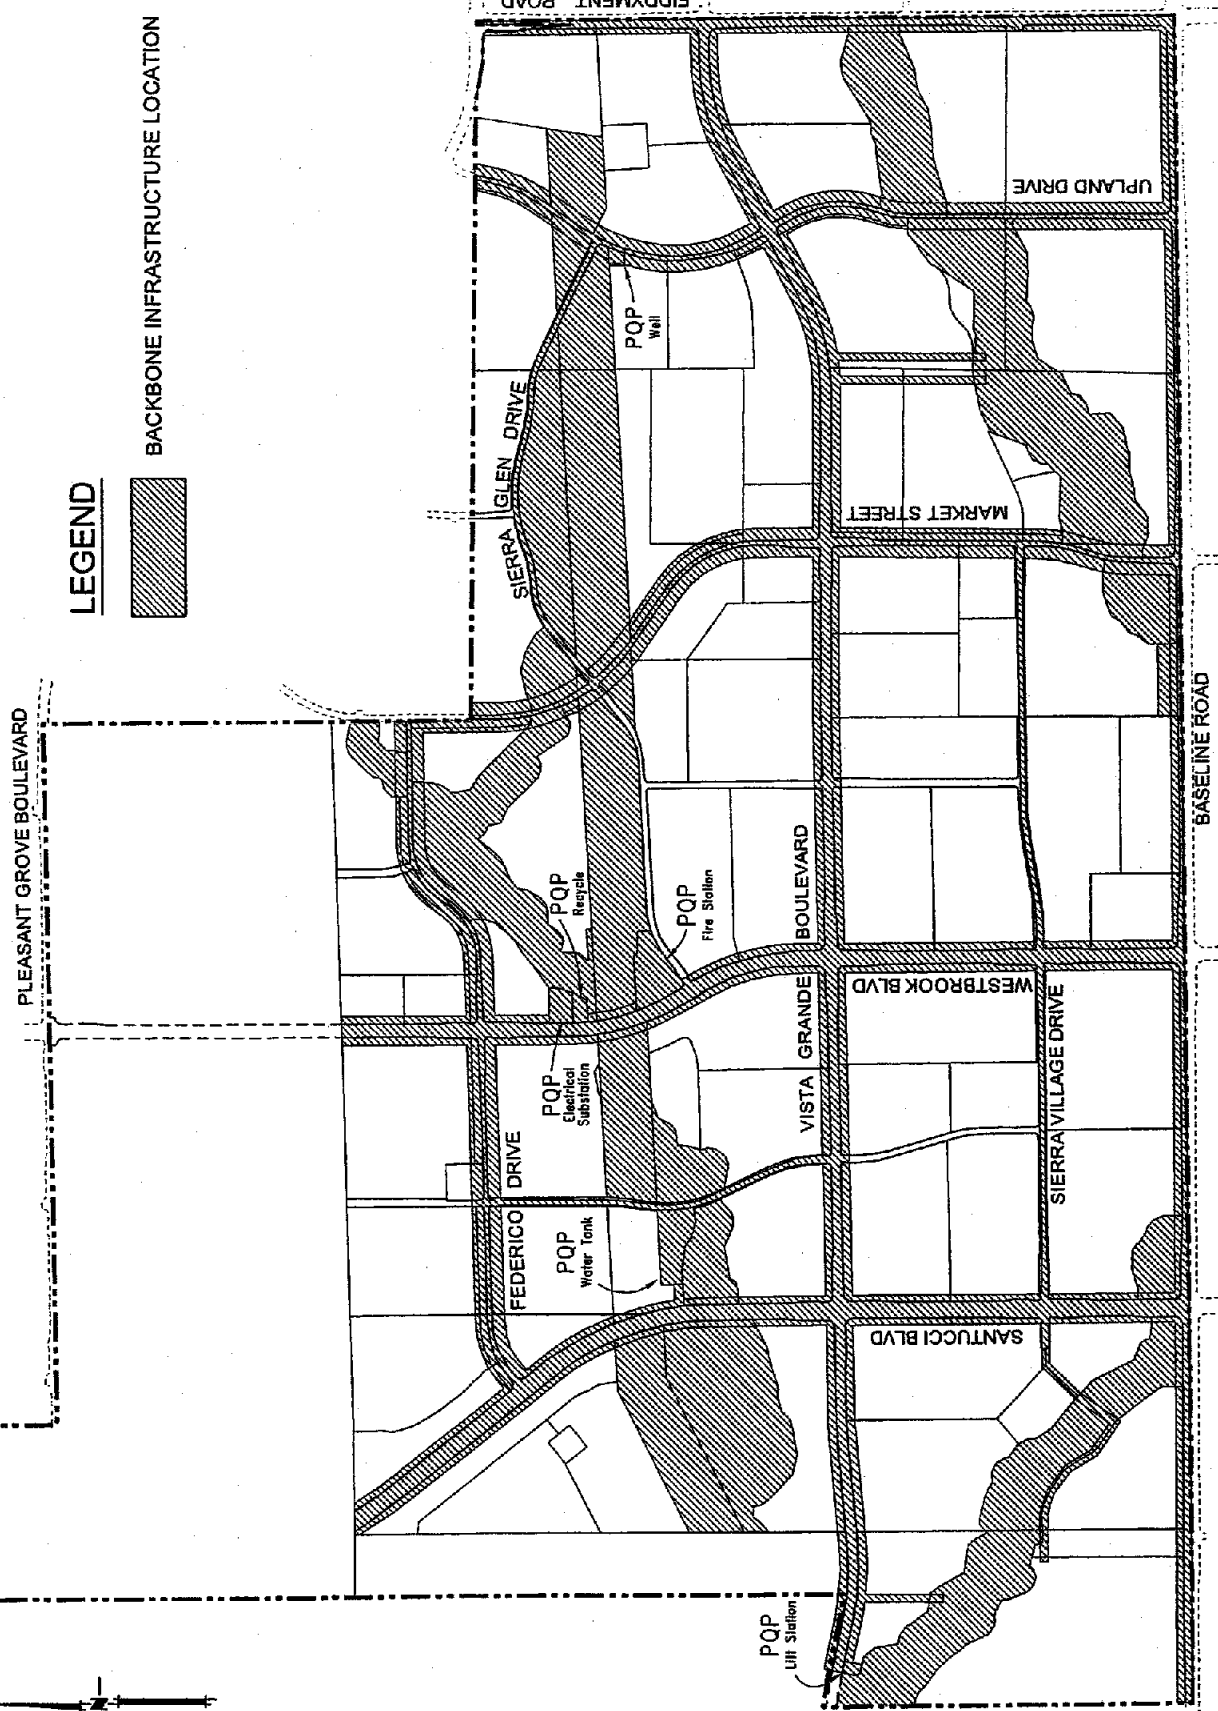 LEGEND
BACKBONE INFRASTRUCTURE LOCATION
PLEASANT GROVE BOULEVARD
FIDDYMENT ROAD
UPLAND DRIVE
PQP
Well
SIERRA GLEN DRIVE
MARKET STREET
PQP
Recycle
PQP
Fire Station
VISTA GRANDE BOULEVARD
WESTBROOK BLVD
SIERRA VILLAGE DRIVE
BASELINE ROAD
PQP
Electrical
Substation
FEDERICO DRIVE
PQP
Water Tank
SANTUCCI BLVD
PQP
Lift Station
Z